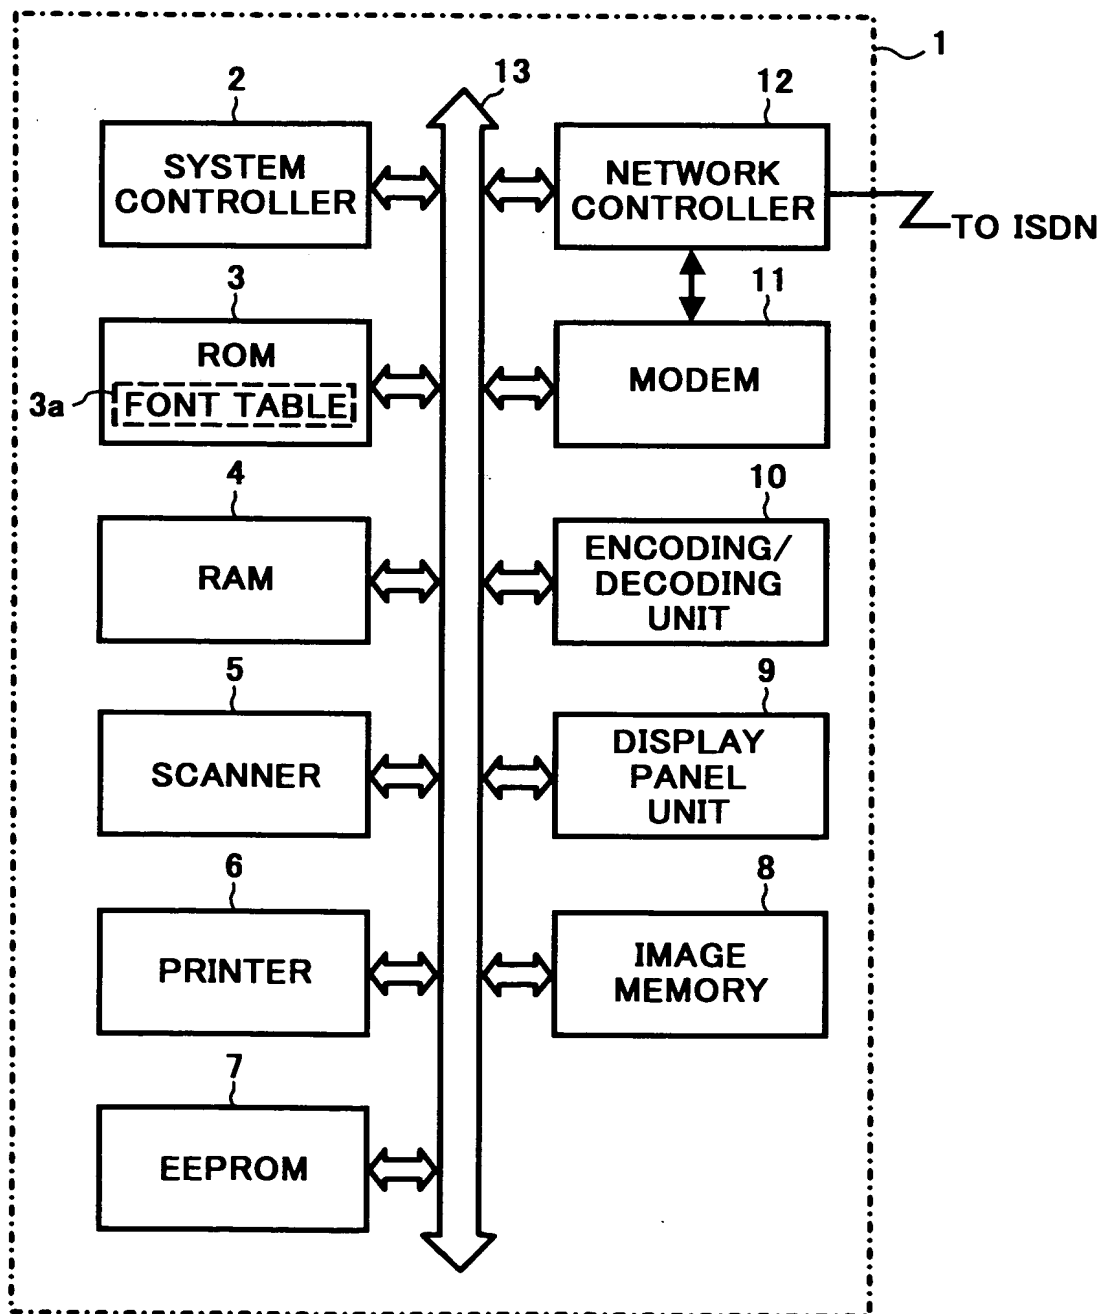 1
13
2
SYSTEM
CONTROLLER
12
NETWORK
CONTROLLER
TO ISDN
3
ROM
3a
FONT TABLE
11
MODEM
4
RAM
10
ENCODING/
DECODING
UNIT
5
SCANNER
9
DISPLAY
PANEL
UNIT
6
PRINTER
8
IMAGE
MEMORY
7
EEPROM